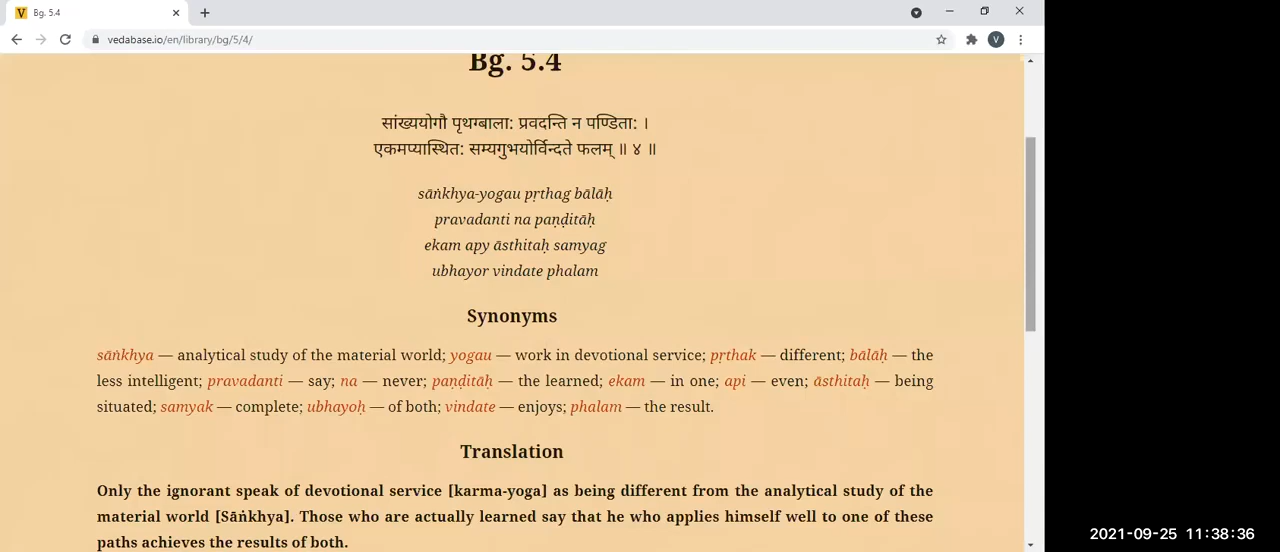 Bg. 5.4
vedabase.io/en/library/bg/5/4/
V
Bg. 5.4
सांख्ययोगौ पृथग्बाला: प्रवदन्ति न पण्डिता: ।
एकमप्यास्थित: सम्यगुभयोर्विन्दते फलम् ॥ ४ ॥
sāṅkhya-yogau pṛthag bālāḥ
pravadanti na paṇḍitāḥ
ekam apy āsthitaḥ samyag
ubhayor vindate phalam
Synonyms
sāṅkhya — analytical study of the material world; yogau — work in devotional service; pṛthak — different; bālāḥ — the
less intelligent; pravadanti — say; na — never; paṇḍitāḥ — the learned; ekam — in one; api — even; āsthitaḥ — being
situated; samyak — complete; ubhayoḥ — of both; vindate — enjoys; phalam — the result.
Translation
Only the ignorant speak of devotional service [karma-yoga] as being different from the analytical study of the
material world [Sāṅkhya]. Those who are actually learned say that he who applies himself well to one of these
paths achieves the results of both.
2021-09-25 11:38:36